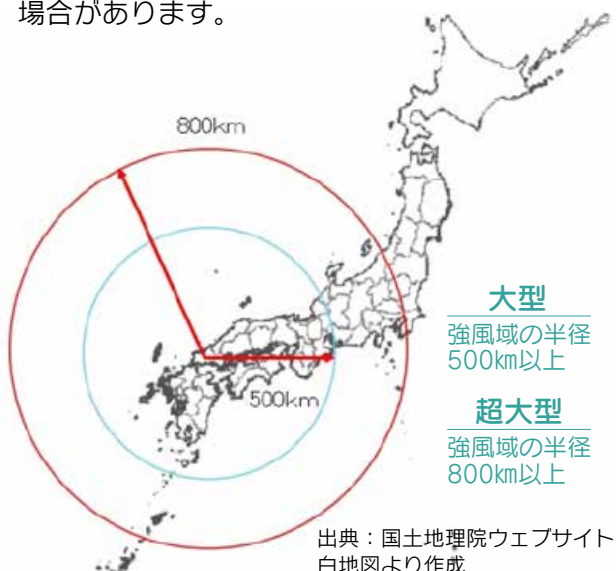 場合があります。
800km
500km
大型
強風域の半径
500㎞以上
超大型
強風域の半径
800㎞以上
出典：国土地理院ウェブサイト
白地図より作成